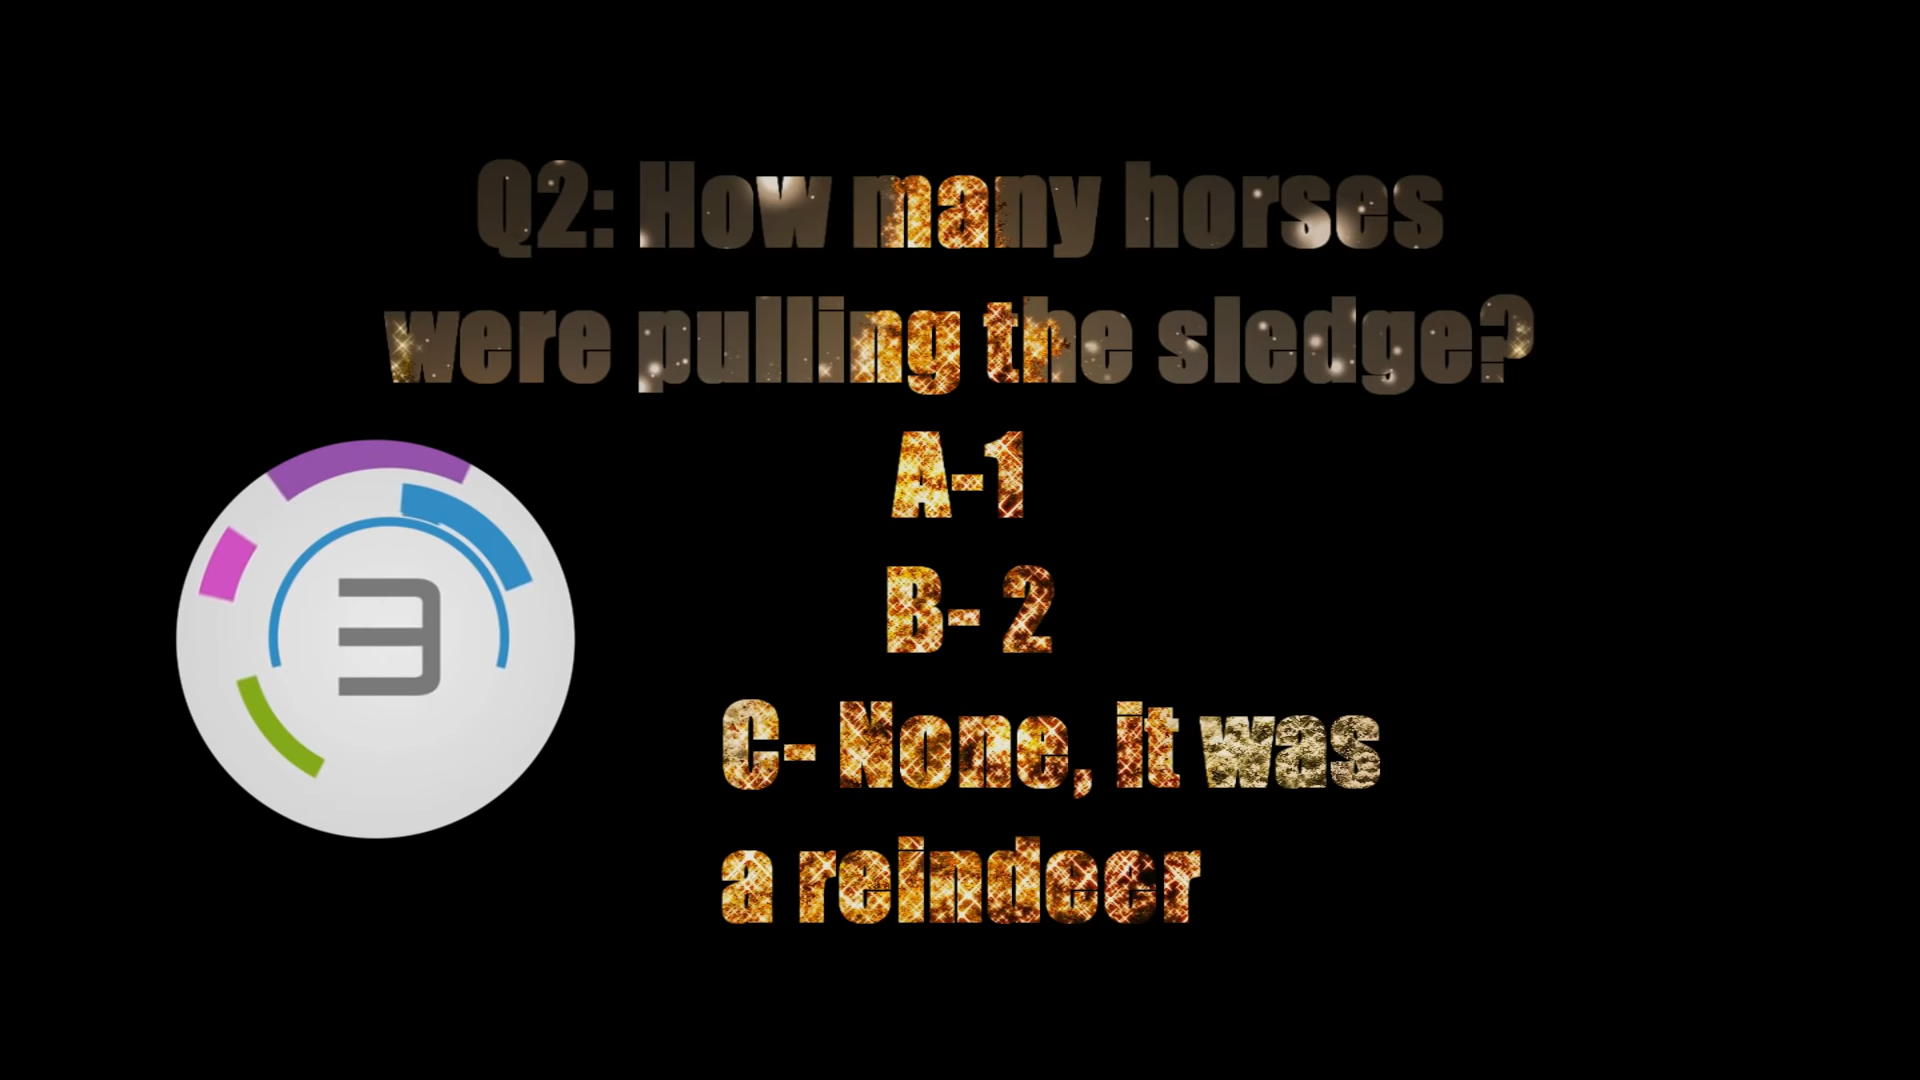 Q2: How many horses
were pulling the sledge?
A-1
B- 2
3
C- None, it was
a reindeer